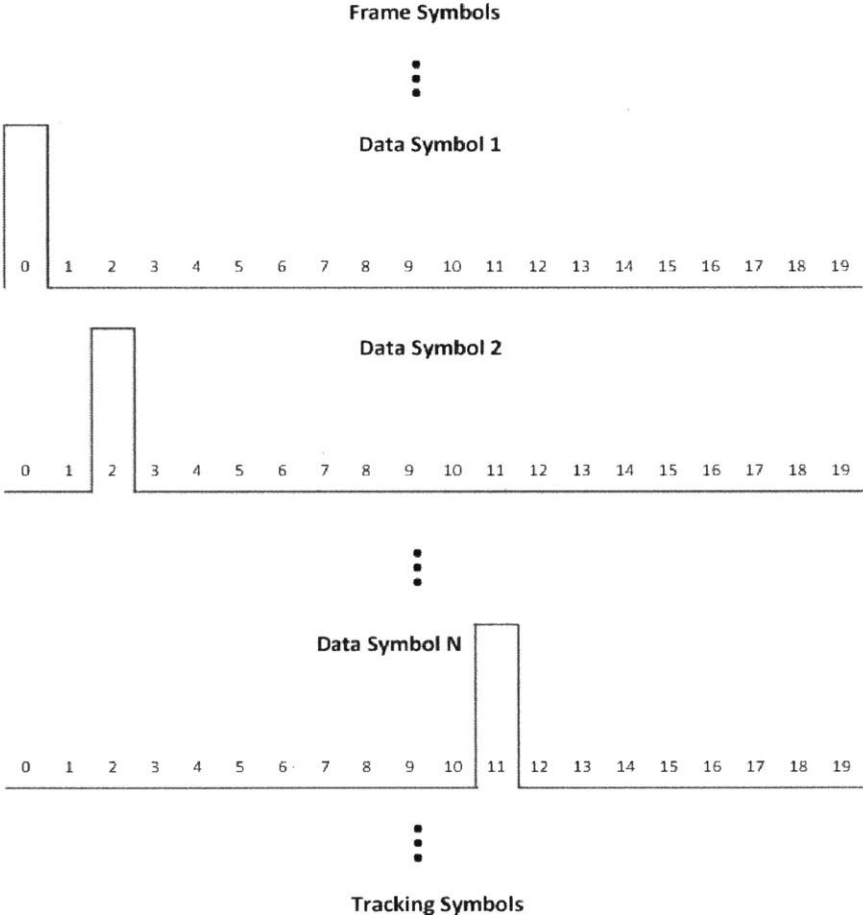 Frame Symbols
Data Symbol 1
0 1 2 3 4 5 6 7 8 9 10 11 12 13 14 15 16 17 18 19
Data Symbol 2
0 1 2 3 4 5 6 7 8 9 10 11 12 13 14 15 16 17 18 19
Data Symbol N
0 1 2 3 4 5 6 7 8 9 10 11 12 13 14 15 16 17 18 19
Tracking Symbols